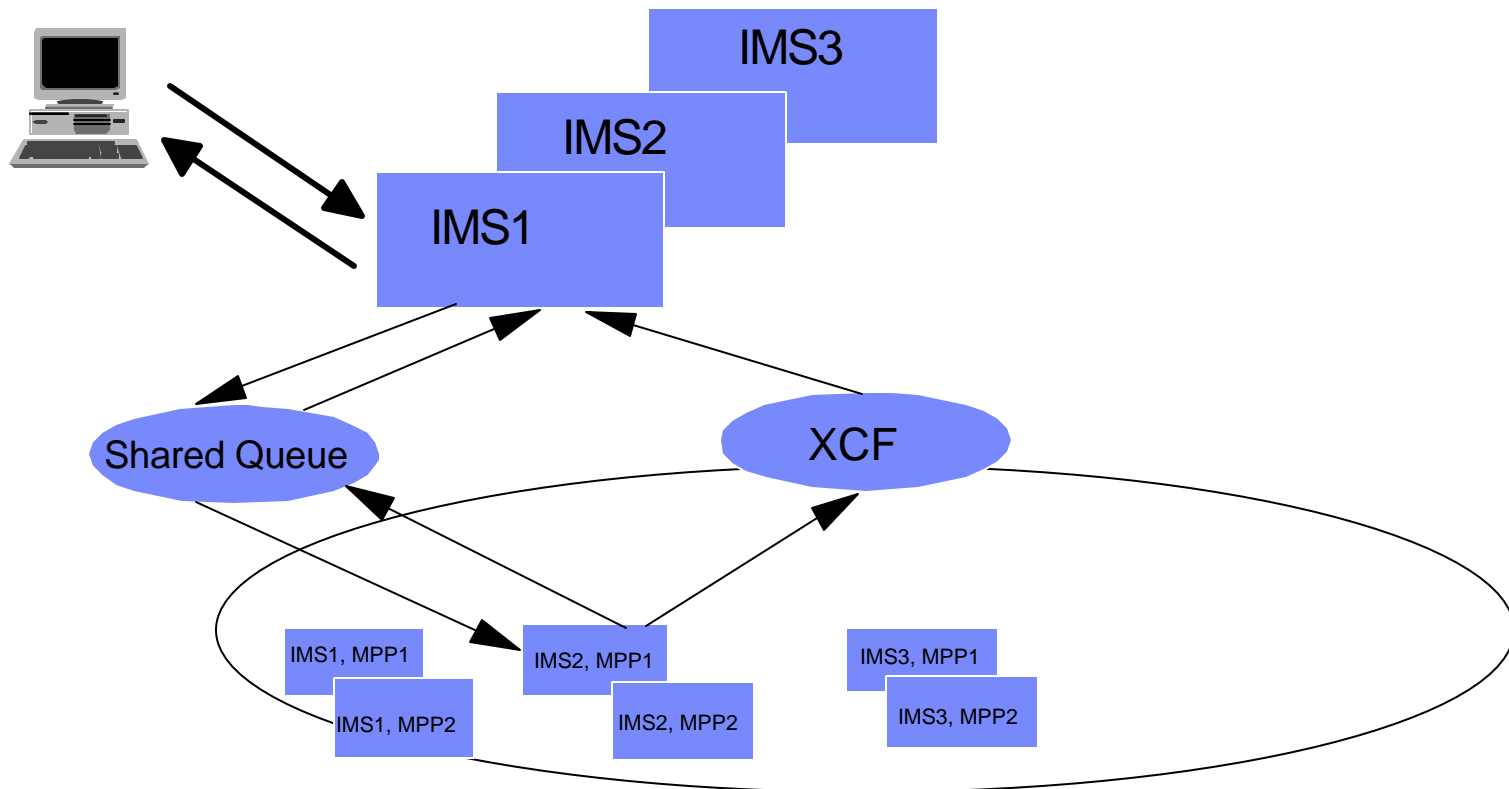 IMS3
IMS2
IMS1
Shared Queue
XCF
IMS1, MPP1
IMS2, MPP1
IMS3, MPP1
IMS1, MPP2
IMS2, MPP2
IMS3, MPP2